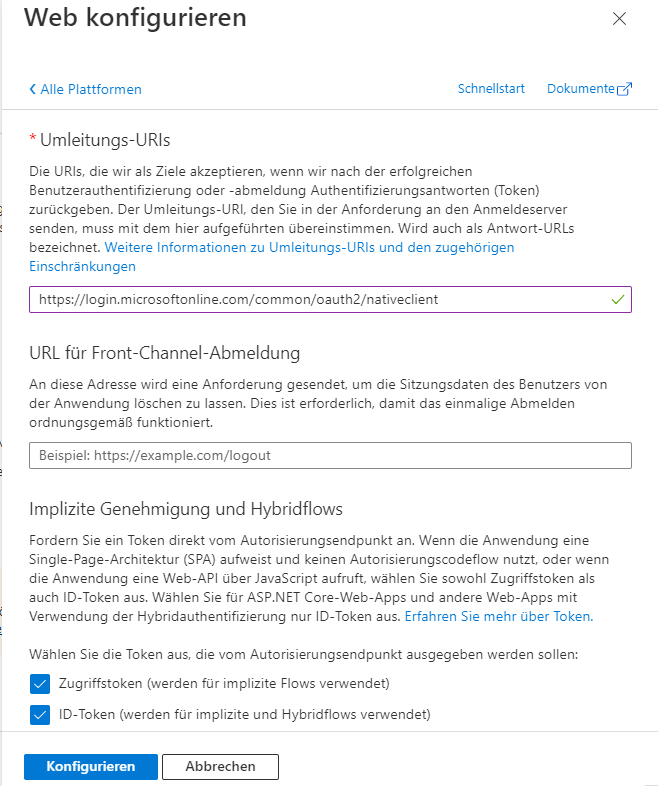 Web konfigurieren
Alle Plattformen
Schnellstart
Dokumente
* Umleitungs-URIs
Die URIs, die wir als Ziele akzeptieren, wenn wir nach der erfolgreichen
Benutzerauthentifizierung oder -abmeldung Authentifizierungsantworten (Token)
zurückgeben. Der Umleitungs-URI, den Sie in der Anforderung an den Anmeldeserver
senden, muss mit dem hier aufgeführten übereinstimmen. Wird auch als Antwort-URLs
bezeichnet. Weitere Informationen zu Umleitungs-URIs und den zugehörigen
Einschränkungen
https://login.microsoftonline.com/common/oauth2/nativeclient
URL für Front-Channel-Abmeldung
An diese Adresse wird eine Anforderung gesendet, um die Sitzungsdaten des Benutzers von
der Anwendung löschen zu lassen. Dies ist erforderlich, damit das einmalige Abmelden
ordnungsgemäß funktioniert.
Beispiel: https://example.com/logout
Implizite Genehmigung und Hybridflows
Fordern Sie ein Token direkt vom Autorisierungsendpunkt an. Wenn die Anwendung eine
Single-Page-Architektur (SPA) aufweist und keinen Autorisierungscodeflow nutzt, oder wenn
die Anwendung eine Web-API über JavaScript aufruft, wählen Sie sowohl Zugriffstoken als
auch ID-Token aus. Wählen Sie für ASP.NET Core-Web-Apps und andere Web-Apps mit
Verwendung der Hybridauthentifizierung nur ID-Token aus. Erfahren Sie mehr über Token.
Wählen Sie die Token aus, die vom Autorisierungsendpunkt ausgegeben werden sollen:
Zugriffstoken (werden für implizite Flows verwendet)
ID-Token (werden für implizite und Hybridflows verwendet)
Konfigurieren
Abbrechen